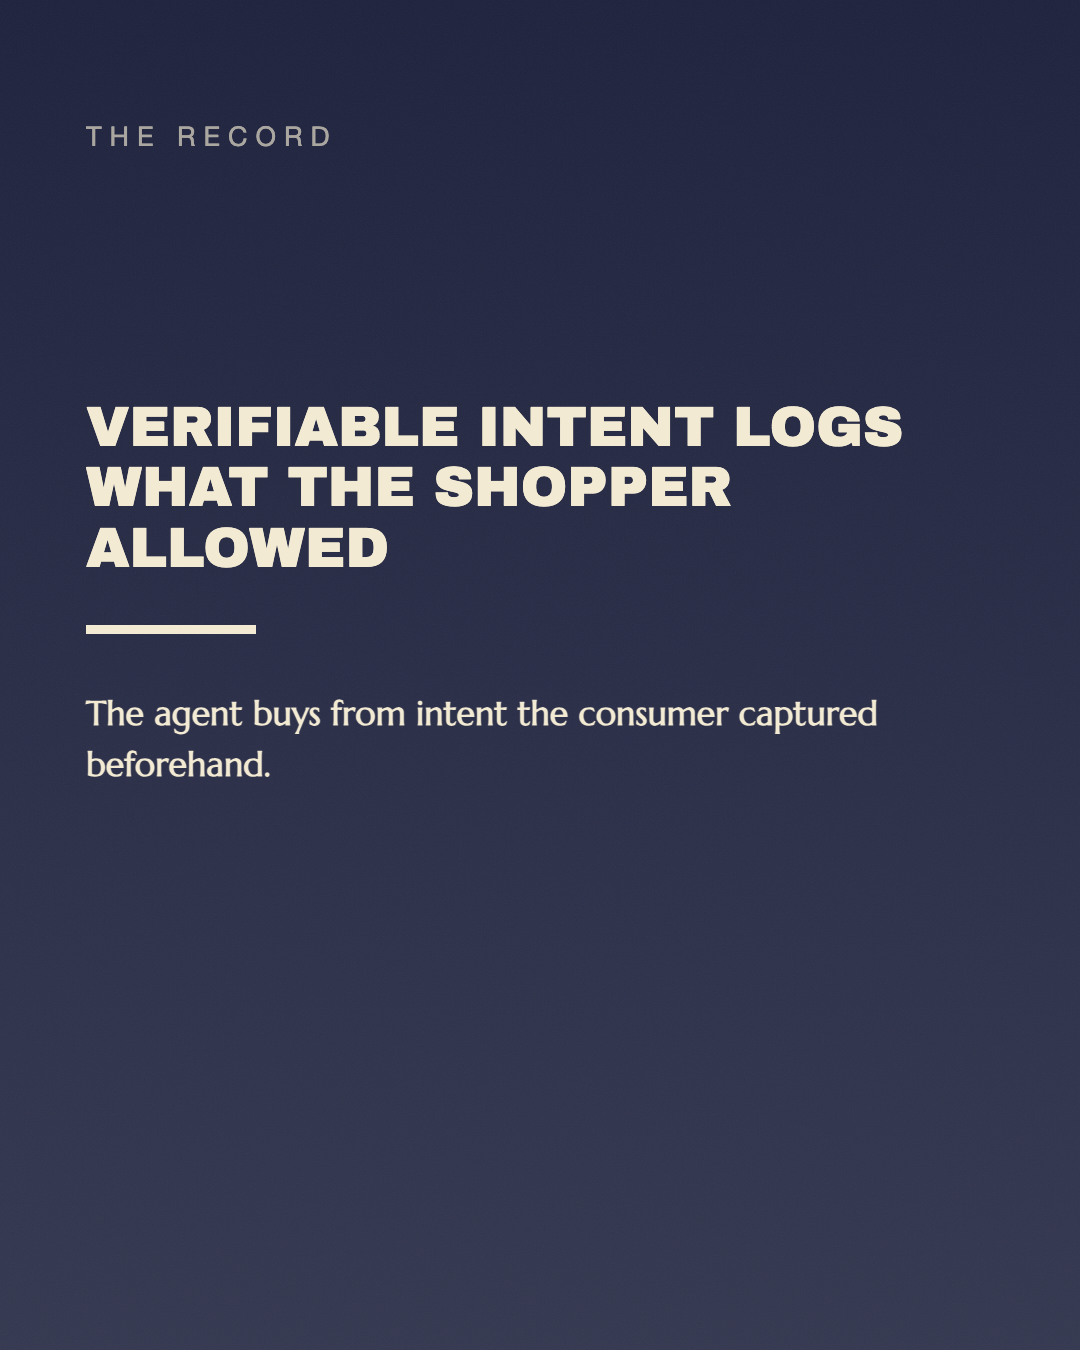 THE RECORD
VERIFIABLE INTENT LOGS
WHAT THE SHOPPER
ALLOWED
The agent buys from intent the consumer captured
beforehand.